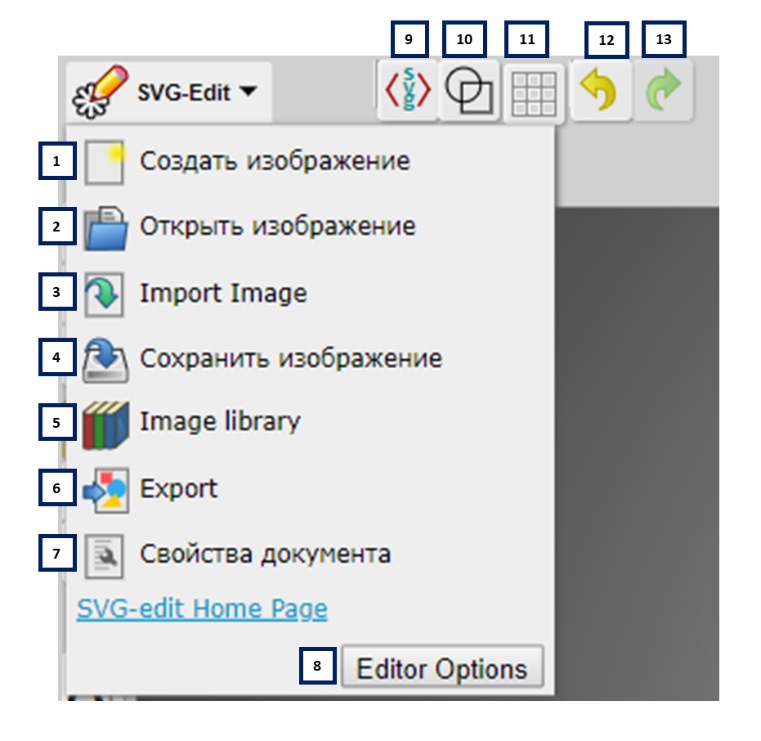 9 10 11 12 13
SVG-Edit
SVG
1 Создать изображение
2 Открыть изображение
3 Import Image
4 Сохранить изображение
5 Image library
6 Export
7 Свойства документа
SVG-edit Home Page
8 Editor Options